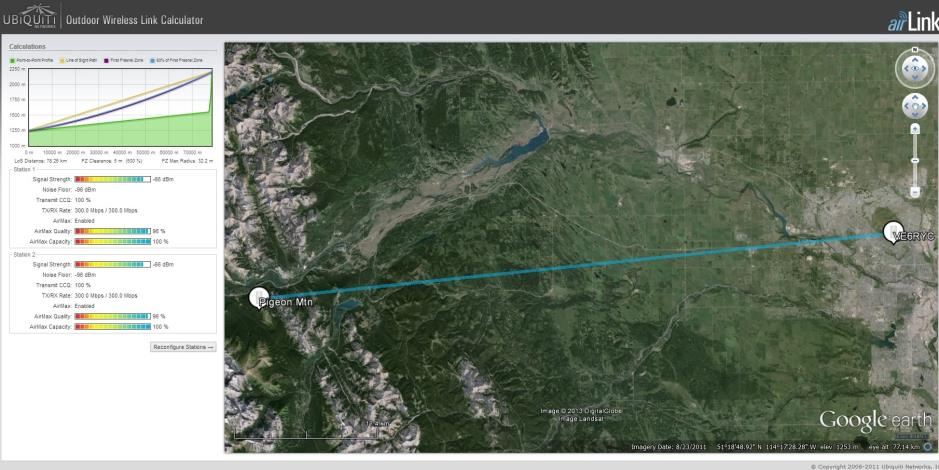 UBIQUITI
NETWORKS
Outdoor Wireless Link Calculator
airLink
Calculations
Point-to-Point Profile
Line of Sight Path
First Fresnel Zone
60% of First Fresnel Zone
2250 m
2000 m
1750 m
1500 m
1250 m
1000 m
0 m 10000 m 20000 m 30000 m 40000 m 50000 m 60000 m 70000 m
LoS Distance: 78.29 km FZ Clearance: 5 m (600 %) FZ Max Radius: 32.2 m
Station 1
Signal Strength: -66 dBm
Noise Floor: -96 dBm
Transmit CCQ: 100 %
TX/RX Rate: 300.0 Mbps / 300.0 Mbps
AirMax: Enabled
AirMax Quality: 96 %
AirMax Capacity: 100 %
Station 2
Signal Strength: -66 dBm
Noise Floor: -96 dBm
Transmit CCQ: 100 %
TX/RX Rate: 300.0 Mbps / 300.0 Mbps
AirMax: Enabled
AirMax Quality: 96 %
AirMax Capacity: 100 %
Reconfigure Stations
VE6RYC
Pigeon Mtn
Image © 2013 DigitalGlobe
Image Landsat
Google earth
Imagery Date: 8/23/2011 51°18'48.92" N 114°17'28.28" W elev 1253 m eye alt 77.14 km
© Copyright 2006-2011 Ubiquiti Networks,